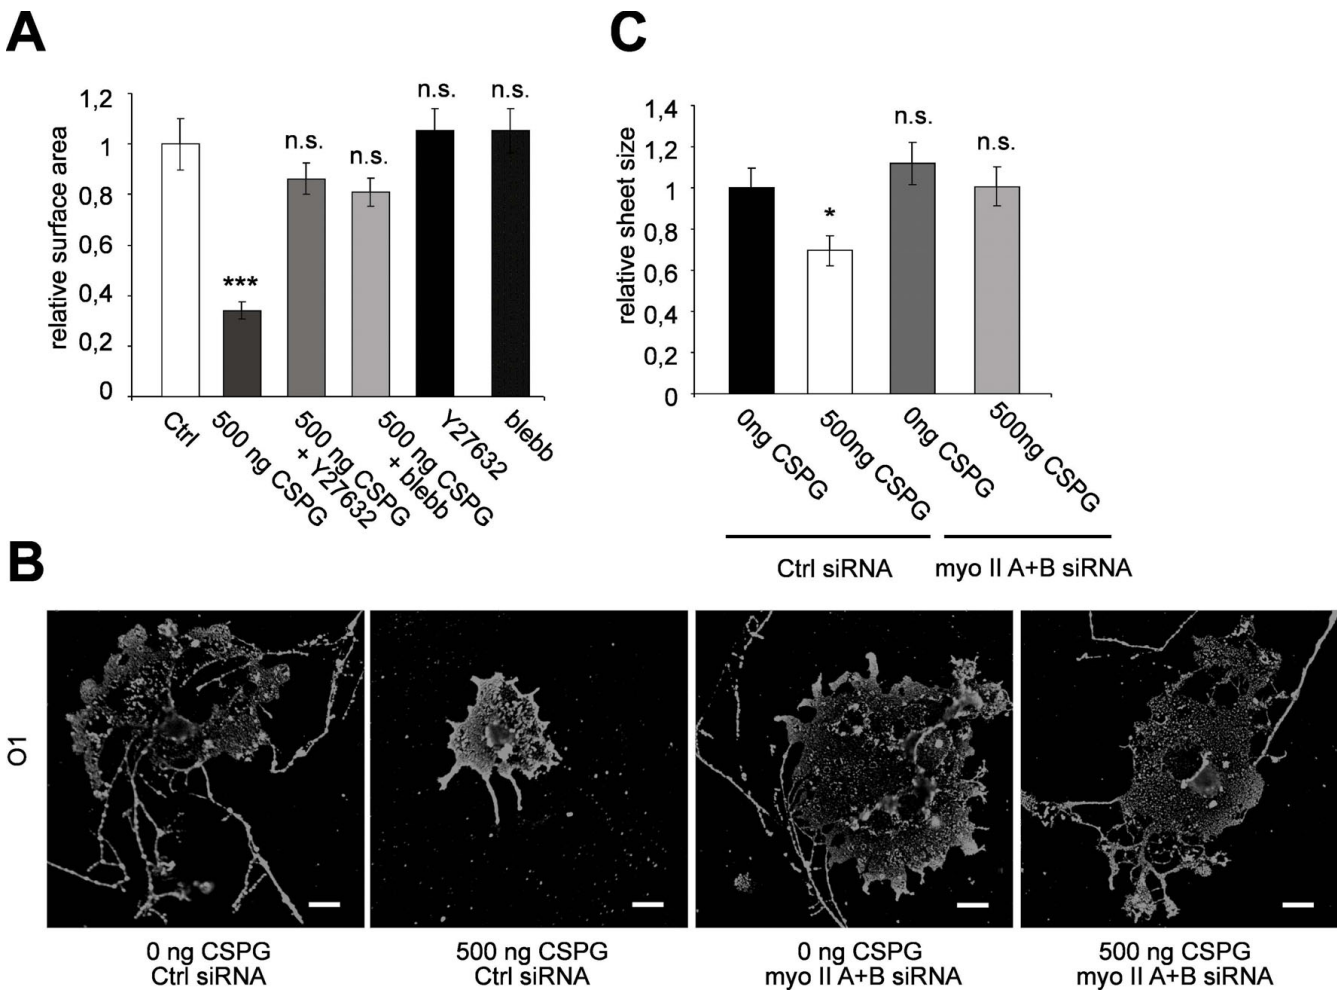 A
relative surface area
1,2
1
0,8
0,6
0,4
0,2
0
***
n.s.
n.s.
n.s.
n.s.
Ctrl
500 ng CSPG
500 ng CSPG
+ Y27632
500 ng CSPG
+ blebb
Y27632
blebb
C
relative sheet size
1,4
1,2
1
0,8
0,6
0,4
0,2
0
*
n.s.
n.s.
0ng CSPG
500ng CSPG
0ng CSPG
500ng CSPG
Ctrl siRNA
myo II A+B siRNA
B
O1
0 ng CSPG
Ctrl siRNA
500 ng CSPG
Ctrl siRNA
0 ng CSPG
myo II A+B siRNA
500 ng CSPG
myo II A+B siRNA